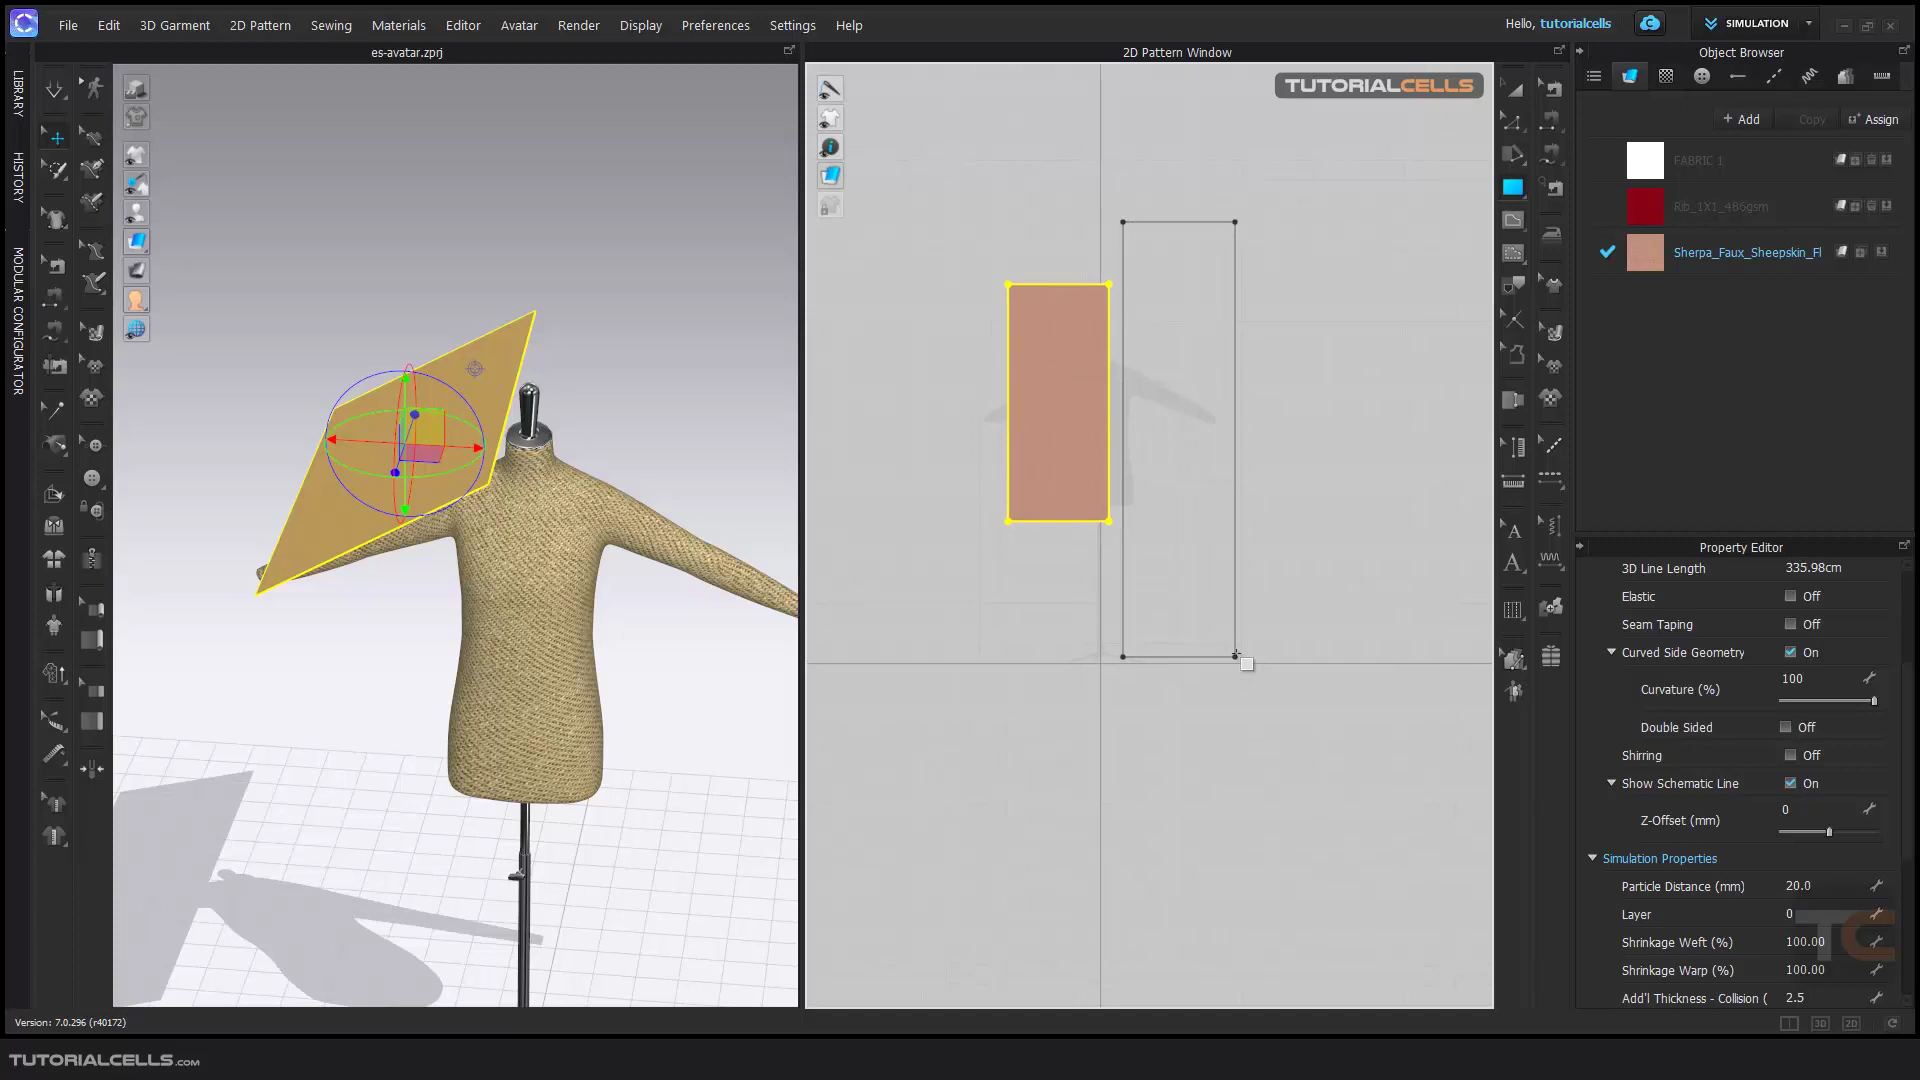 File Edit 3D Garment 2D Pattern Sewing Materials Editor Avatar Render Display Preferences Settings Help
Hello, tutorialcells
SIMULATION
es-avatar.zprj
2D Pattern Window
Object Browser
LIBRARY
HISTORY
MODULAR CONFIGURATOR
TUTORIALCELLS
+ Add Copy Assign
FABRIC 1
Rib_1X1_486gsm
Sherpa_Faux_Sheepskin_Fl
A
A
Property Editor
3D Line Length 335.98cm
Elastic Off
Seam Taping Off
Curved Side Geometry On
Curvature (%) 100
Double Sided Off
Shirring Off
Show Schematic Line On
Z-Offset (mm) 0
Simulation Properties
Particle Distance (mm) 20.0
Layer 0
Shrinkage Weft (%) 100.00
Shrinkage Warp (%) 100.00
Add'l Thickness - Collision ( 2.5
TC
3D 2D
Version: 7.0.296 (r40172)
TUTORIALCELLS.com